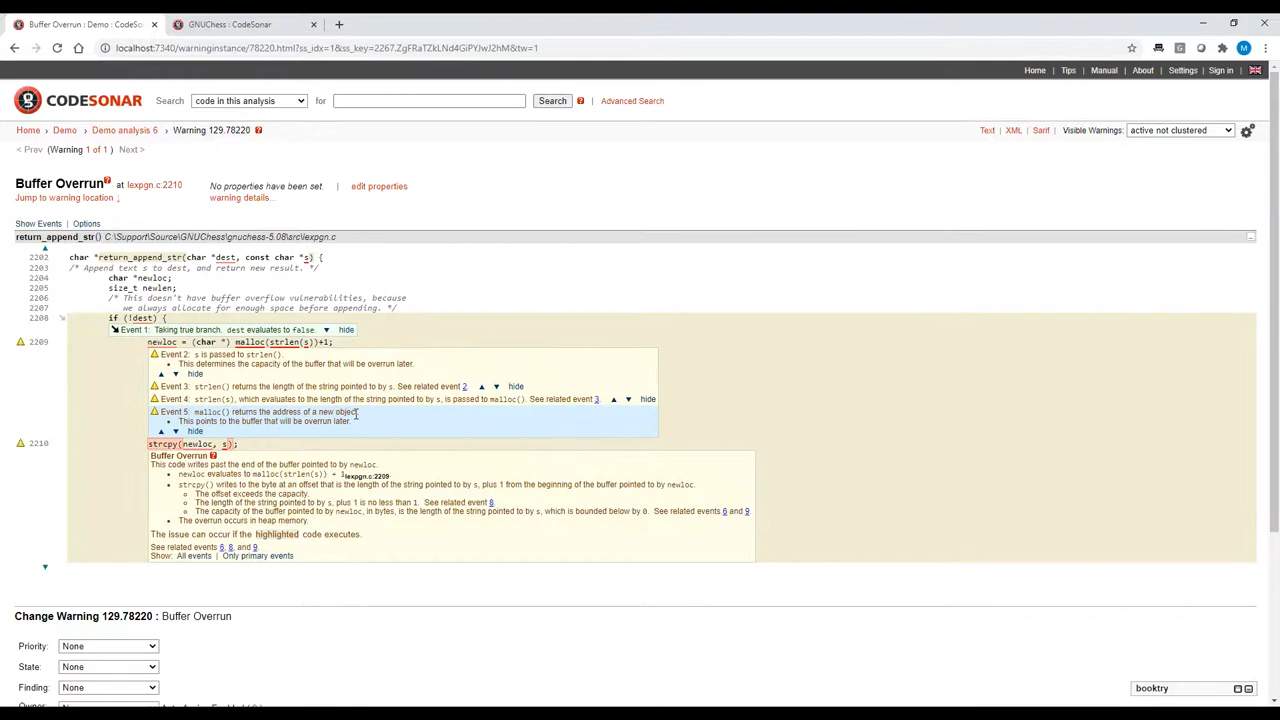 Buffer Overrun : Demo : CodeSo
GNUChess : CodeSonar
localhost:7340/warninginstance/78220.html?ss_idx=1&ss_key=2267.ZgFRaTZkLNd4GiPYJwJ2hM&tw=1
Home | Tips | Manual | About | Settings | Sign in |
CODESONAR Search code in this analysis for Search Advanced Search
Home > Demo > Demo analysis 6 > Warning 129.78220
Text | XML | Sarif | Visible Warnings: active not clustered
< Prev (Warning 1 of 1 ) Next >
Buffer Overrun at lexpgn.c:2210 No properties have been set. | edit properties
Jump to warning location ↓ warning details...
Show Events | Options
return_append_str() C:\Support\Source\GNUChess\gnuchess-5.08\src\lexpgn.c
2202 char *return_append_str(char *dest, const char *s) {
2203 /* Append text s to dest, and return new result. */
2204 char *newloc;
2205 size_t newlen;
2206 /* This doesn't have buffer overflow vulnerabilities, because
2207 we always allocate for enough space before appending. */
2208 if (!dest) {
Event 1: Taking true branch. dest evaluates to false. ▼ hide
2209 newloc = (char *) malloc(strlen(s))+1;
Event 2: s is passed to strlen().
• This determines the capacity of the buffer that will be overrun later.
▲ ▼ hide
Event 3: strlen() returns the length of the string pointed to by s. See related event 2. ▲ ▼ hide
Event 4: strlen(s), which evaluates to the length of the string pointed to by s, is passed to malloc(). See related event 3. ▲ ▼ hide
Event 5: malloc() returns the address of a new object.
• This points to the buffer that will be overrun later.
▲ ▼ hide
2210 strcpy(newloc, s);
Buffer Overrun
This code writes past the end of the buffer pointed to by newloc.
• newloc evaluates to malloc(strlen(s)) + 1 lexpgn.c:2209.
• strcpy() writes to the byte at an offset that is the length of the string pointed to by s, plus 1 from the beginning of the buffer pointed to by newloc.
○ The offset exceeds the capacity.
○ The length of the string pointed to by s, plus 1 is no less than 1. See related event 8.
○ The capacity of the buffer pointed to by newloc, in bytes, is the length of the string pointed to by s, which is bounded below by 0. See related events 6 and 9.
• The overrun occurs in heap memory.
The issue can occur if the highlighted code executes.
See related events 6, 8, and 9.
Show: All events | Only primary events
Change Warning 129.78220 : Buffer Overrun
Priority: None
State: None
Finding: None
booktry